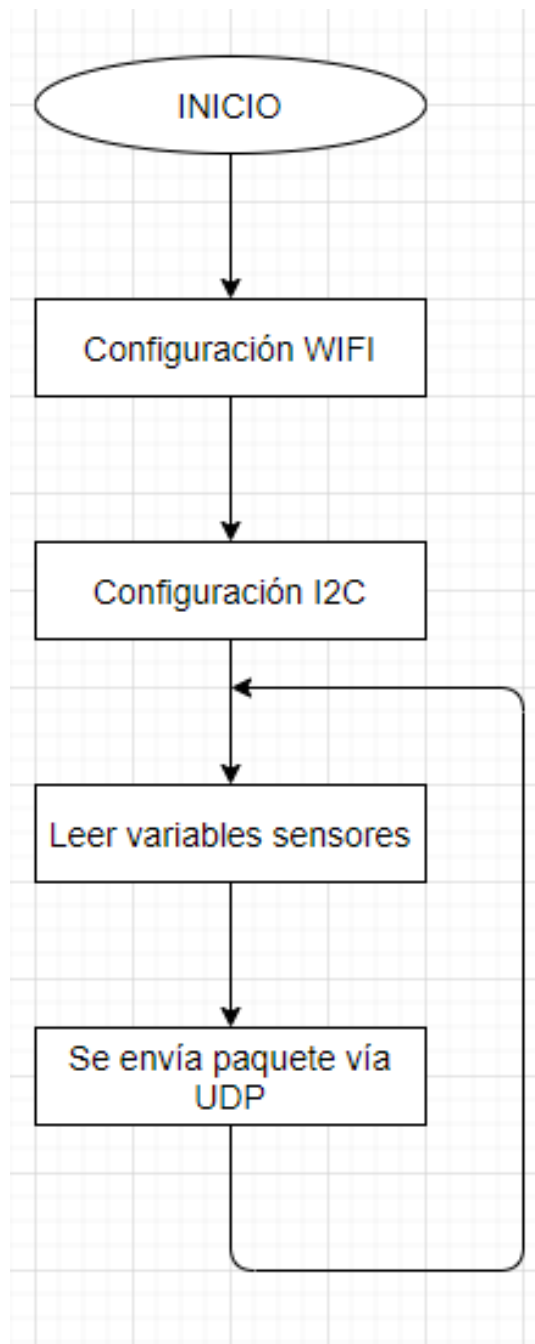 INICIO
Configuración WIFI
Configuración I2C
Leer variables sensores
Se envía paquete vía
UDP